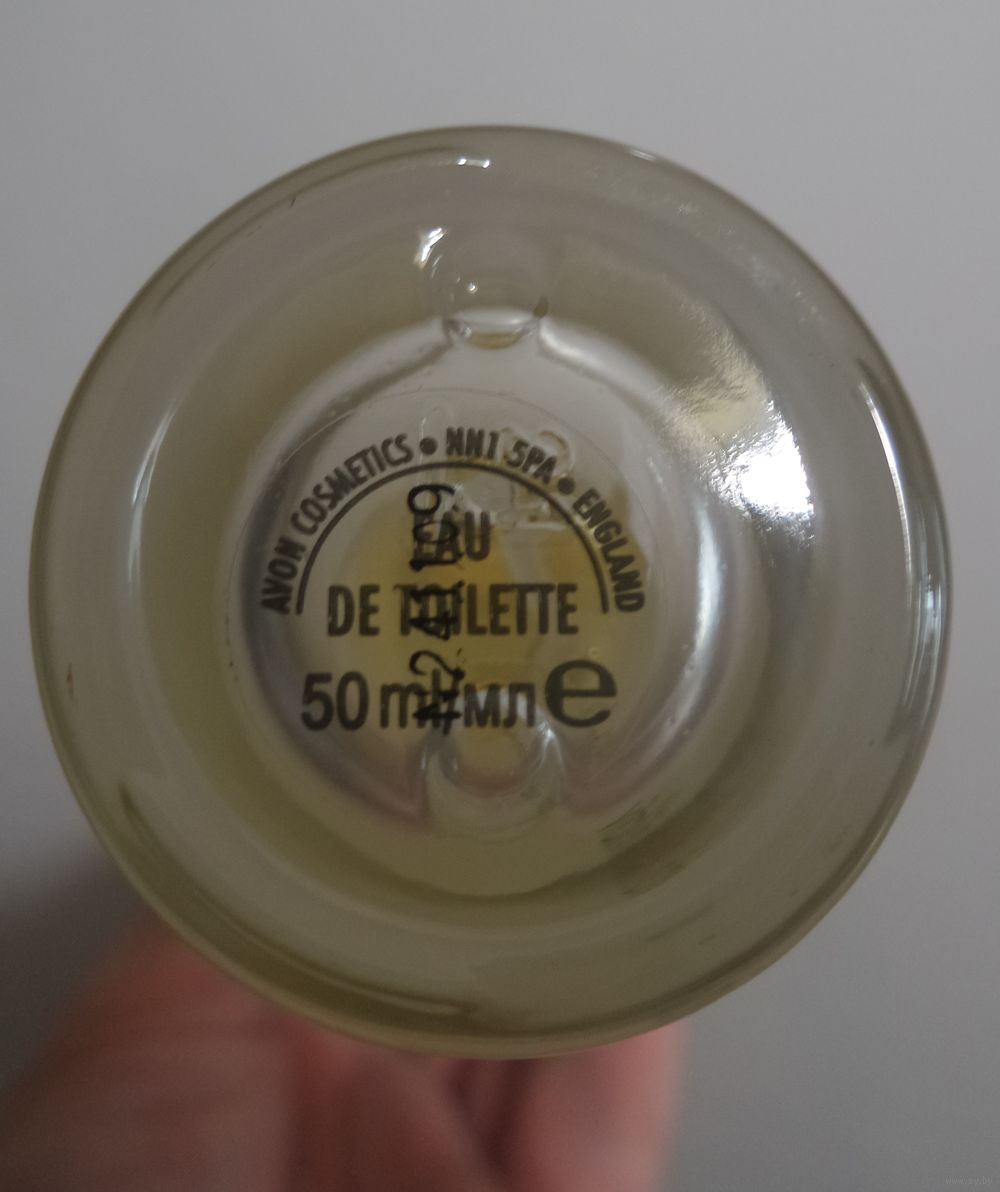 AVON COSMETICS • NN1 5PA • ENGLAND
EAU
DE TOILETTE
50 ml/мл e